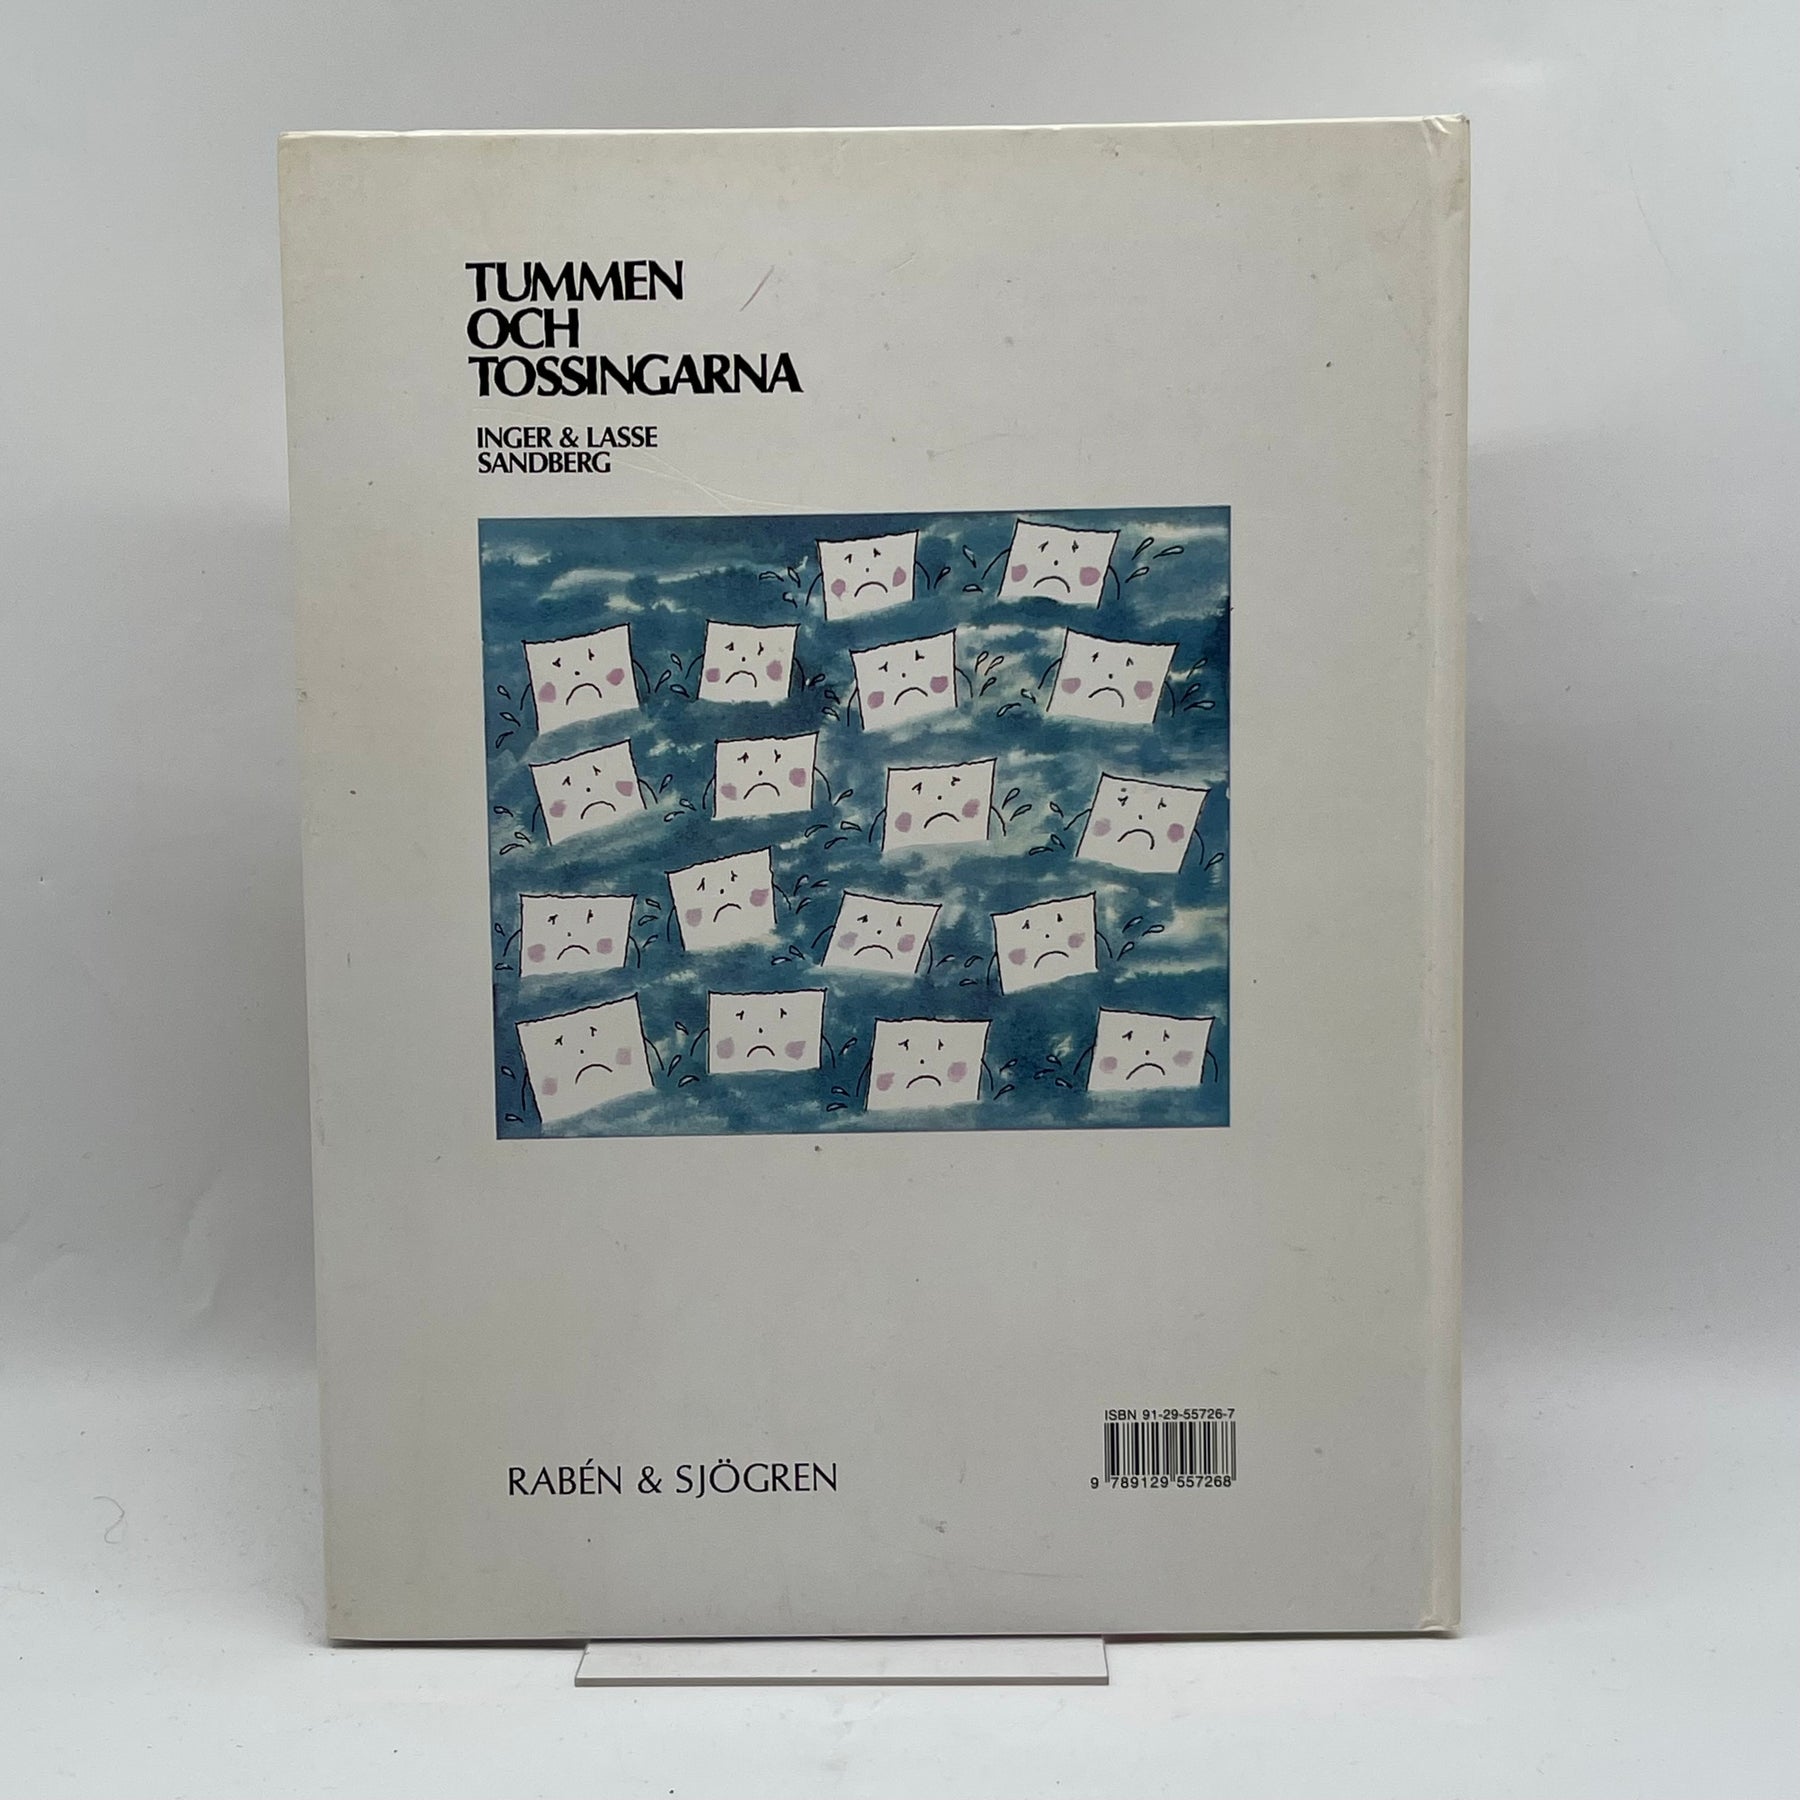 TUMMEN
OCH
TOSSINGARNA
INGER & LASSE
SANDBERG
ISBN 91-29-55726-7
9 789129 557268
RABÉN & SJÖGREN